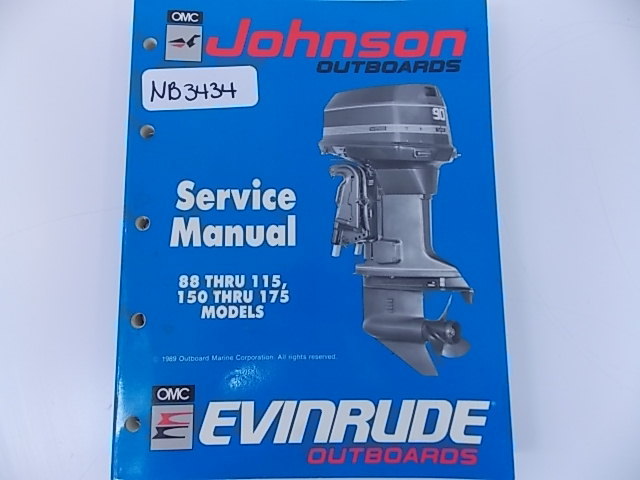 OMC
Johnson
OUTBOARDS
NB3434
90
Service
Manual
88 THRU 115,
150 THRU 175
MODELS
© 1989 Outboard Marine Corporation. All rights reserved.
OMC
EVINRUDE
OUTBOARDS